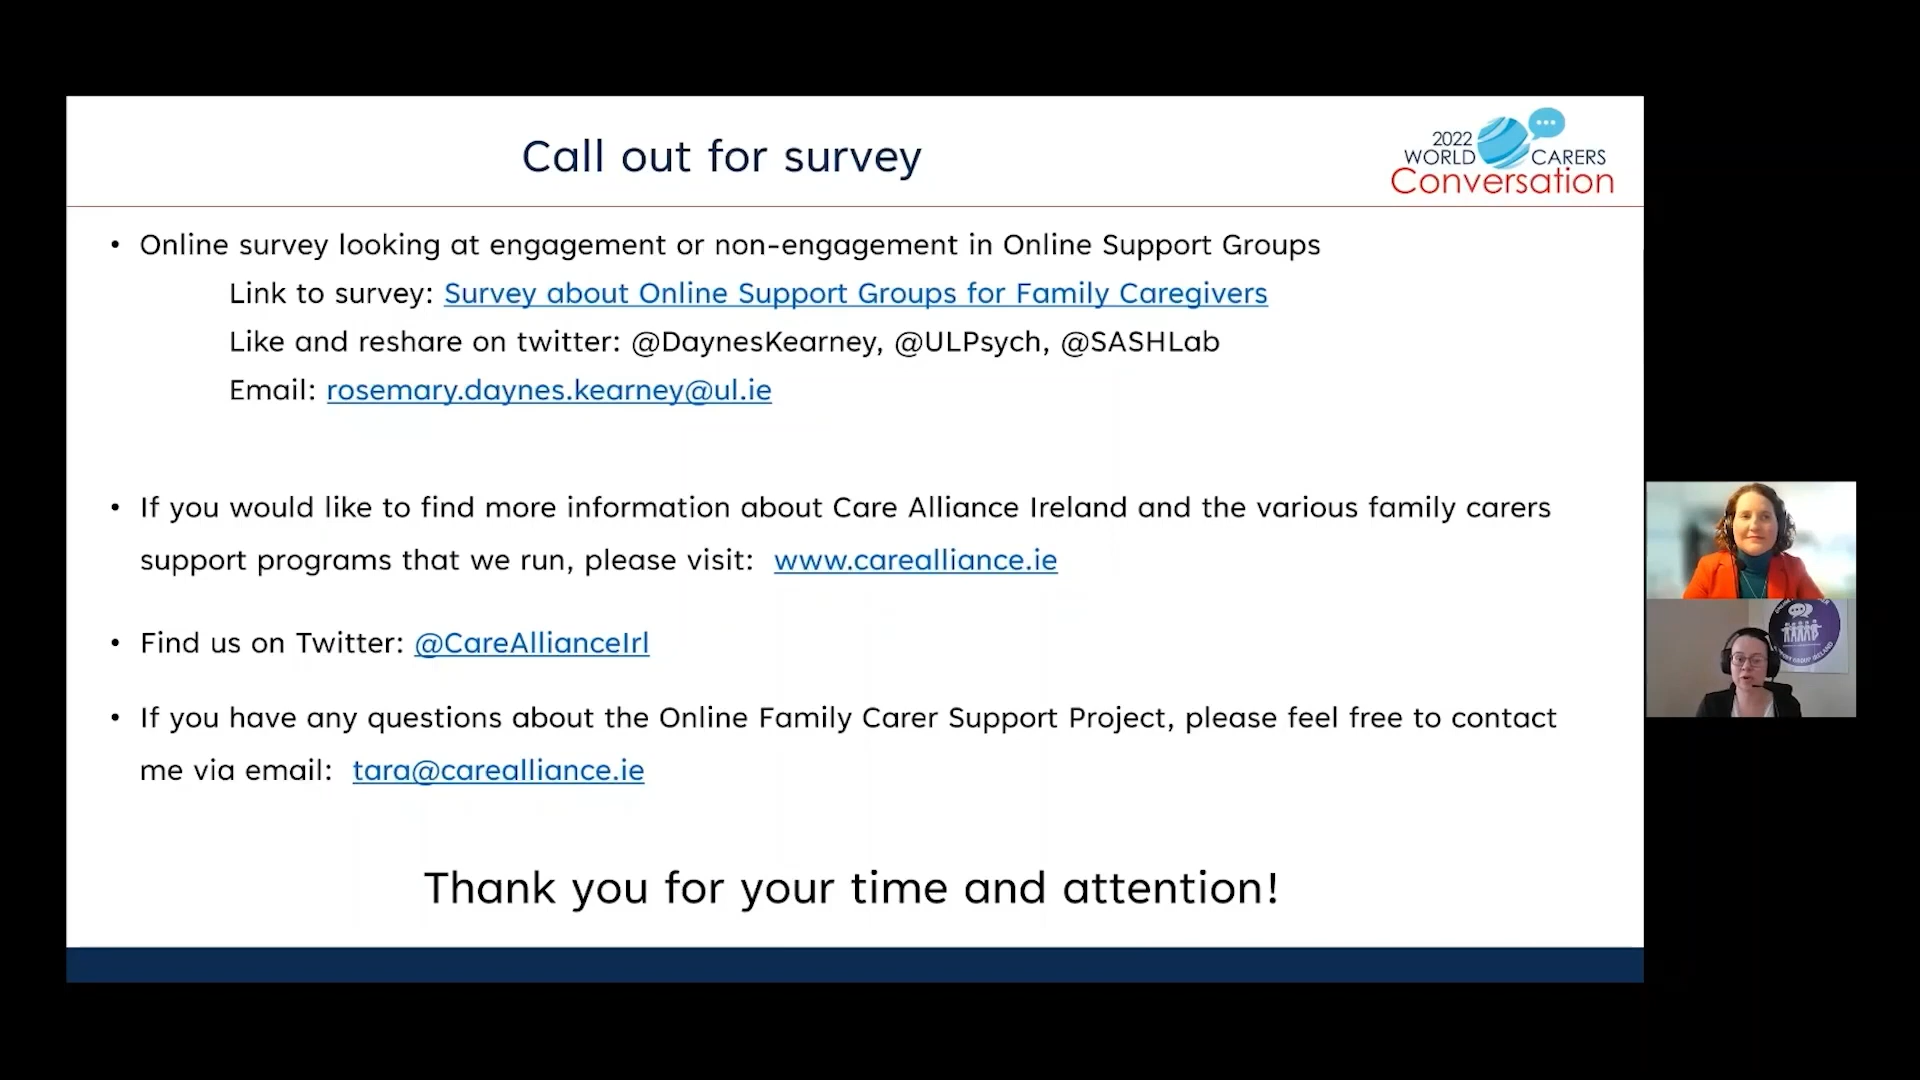 Call out for survey
2022
WORLD CARERS
Conversation
• Online survey looking at engagement or non-engagement in Online Support Groups
Link to survey: Survey about Online Support Groups for Family Caregivers
Like and reshare on twitter: @DaynesKearney, @ULPsych, @SASHLab
Email: rosemary.daynes.kearney@ul.ie
• If you would like to find more information about Care Alliance Ireland and the various family carers
support programs that we run, please visit: www.carealliance.ie
• Find us on Twitter: @CareAllianceIrl
• If you have any questions about the Online Family Carer Support Project, please feel free to contact
me via email: tara@carealliance.ie
Thank you for your time and attention!
GROUP IRELAND